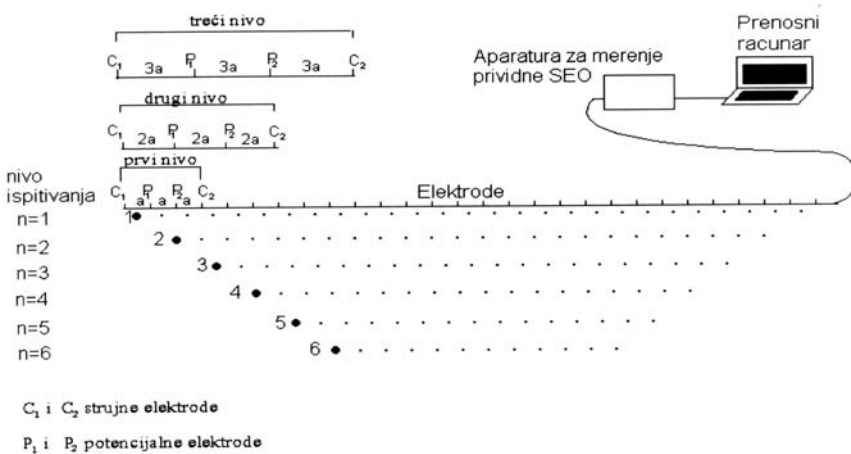 treći nivo
C₁ 3a P₁ 3a P₂ 3a C₂
drugi nivo
C₁ 2a P₁ 2a P₂ 2a C₂
prvi nivo
C₁ a P₁ a P₂ a C₂
Aparatura za merenje
prividne SEO
Prenosni
racunar
nivo
ispitivanja
Elektrode
n=1 1
n=2 2
n=3 3
n=4 4
n=5 5
n=6 6
C₁ i C₂ strujne elektrode
P₁ i P₂ potencijalne elektrode